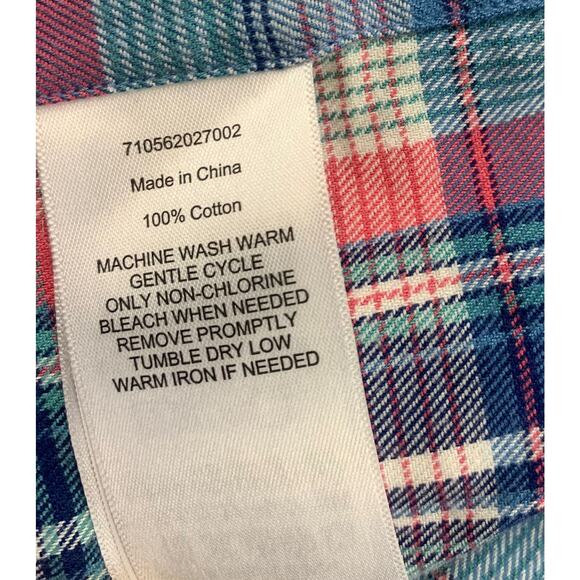 710562027002
Made in China
100% Cotton
MACHINE WASH WARM
GENTLE CYCLE
ONLY NON-CHLORINE
BLEACH WHEN NEEDED
REMOVE PROMPTLY
TUMBLE DRY LOW
WARM IRON IF NEEDED